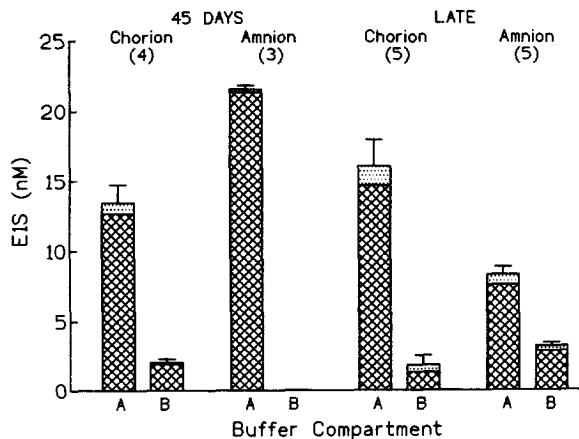 45 DAYS LATE
Chorion Amnion Chorion Amnion
(4) (3) (5) (5)
25
20
15
10
5
0
E1S (nM)
A B A B A B A B
Buffer Compartment